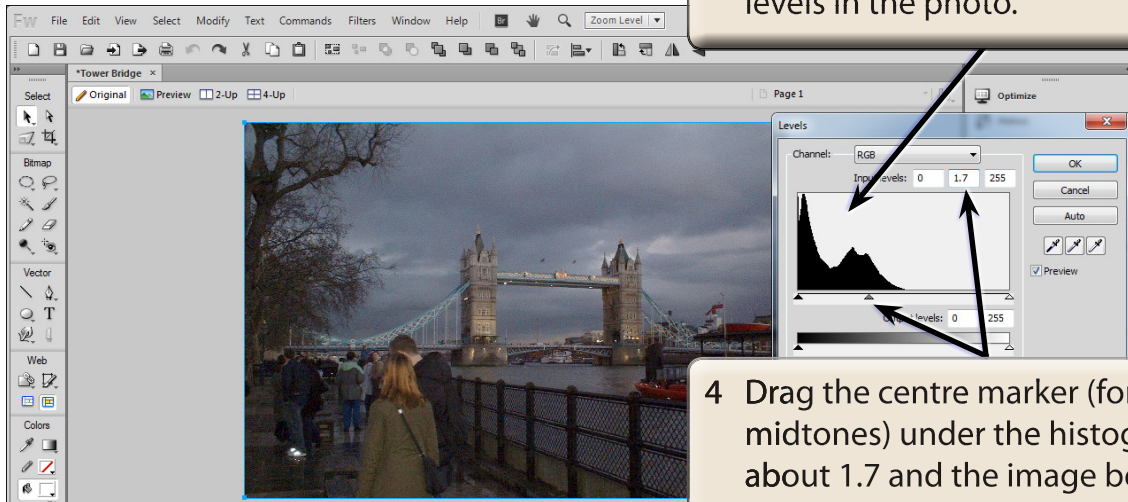 levels in the photo.
Fw File Edit View Select Modify Text Commands Filters Window Help Br Zoom Level
*Tower Bridge ×
Select
Original Preview 2-Up 4-Up Page 1
Optimize
Levels
Channel: RGB
OK
levels: 0 1.7 255
Cancel
Auto
Bitmap
Preview
Vector
T
levels: 0 255
Web
4 Drag the centre marker (for
midtones) under the
about 1.7 and the image
Colors